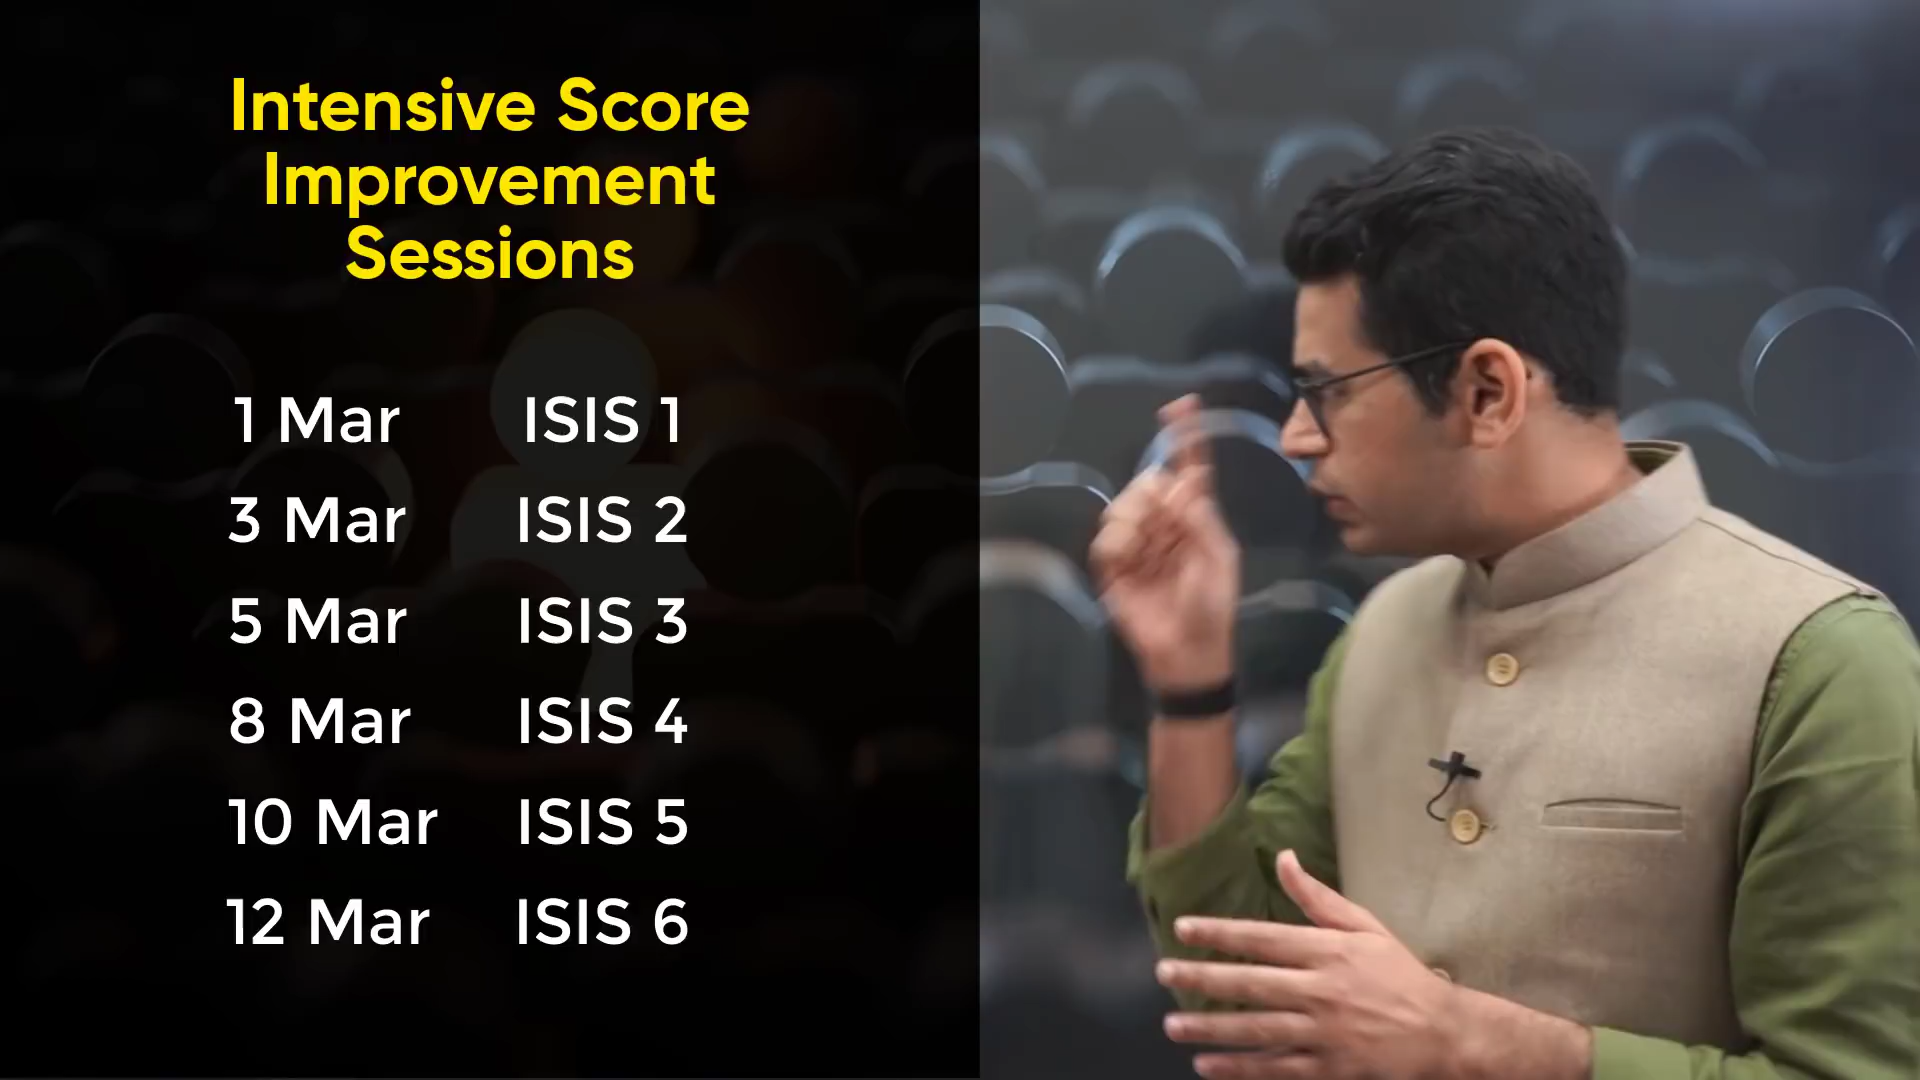 Intensive Score
Improvement
Sessions
1 Mar ISIS 1
3 Mar ISIS 2
5 Mar ISIS 3
8 Mar ISIS 4
10 Mar ISIS 5
12 Mar ISIS 6